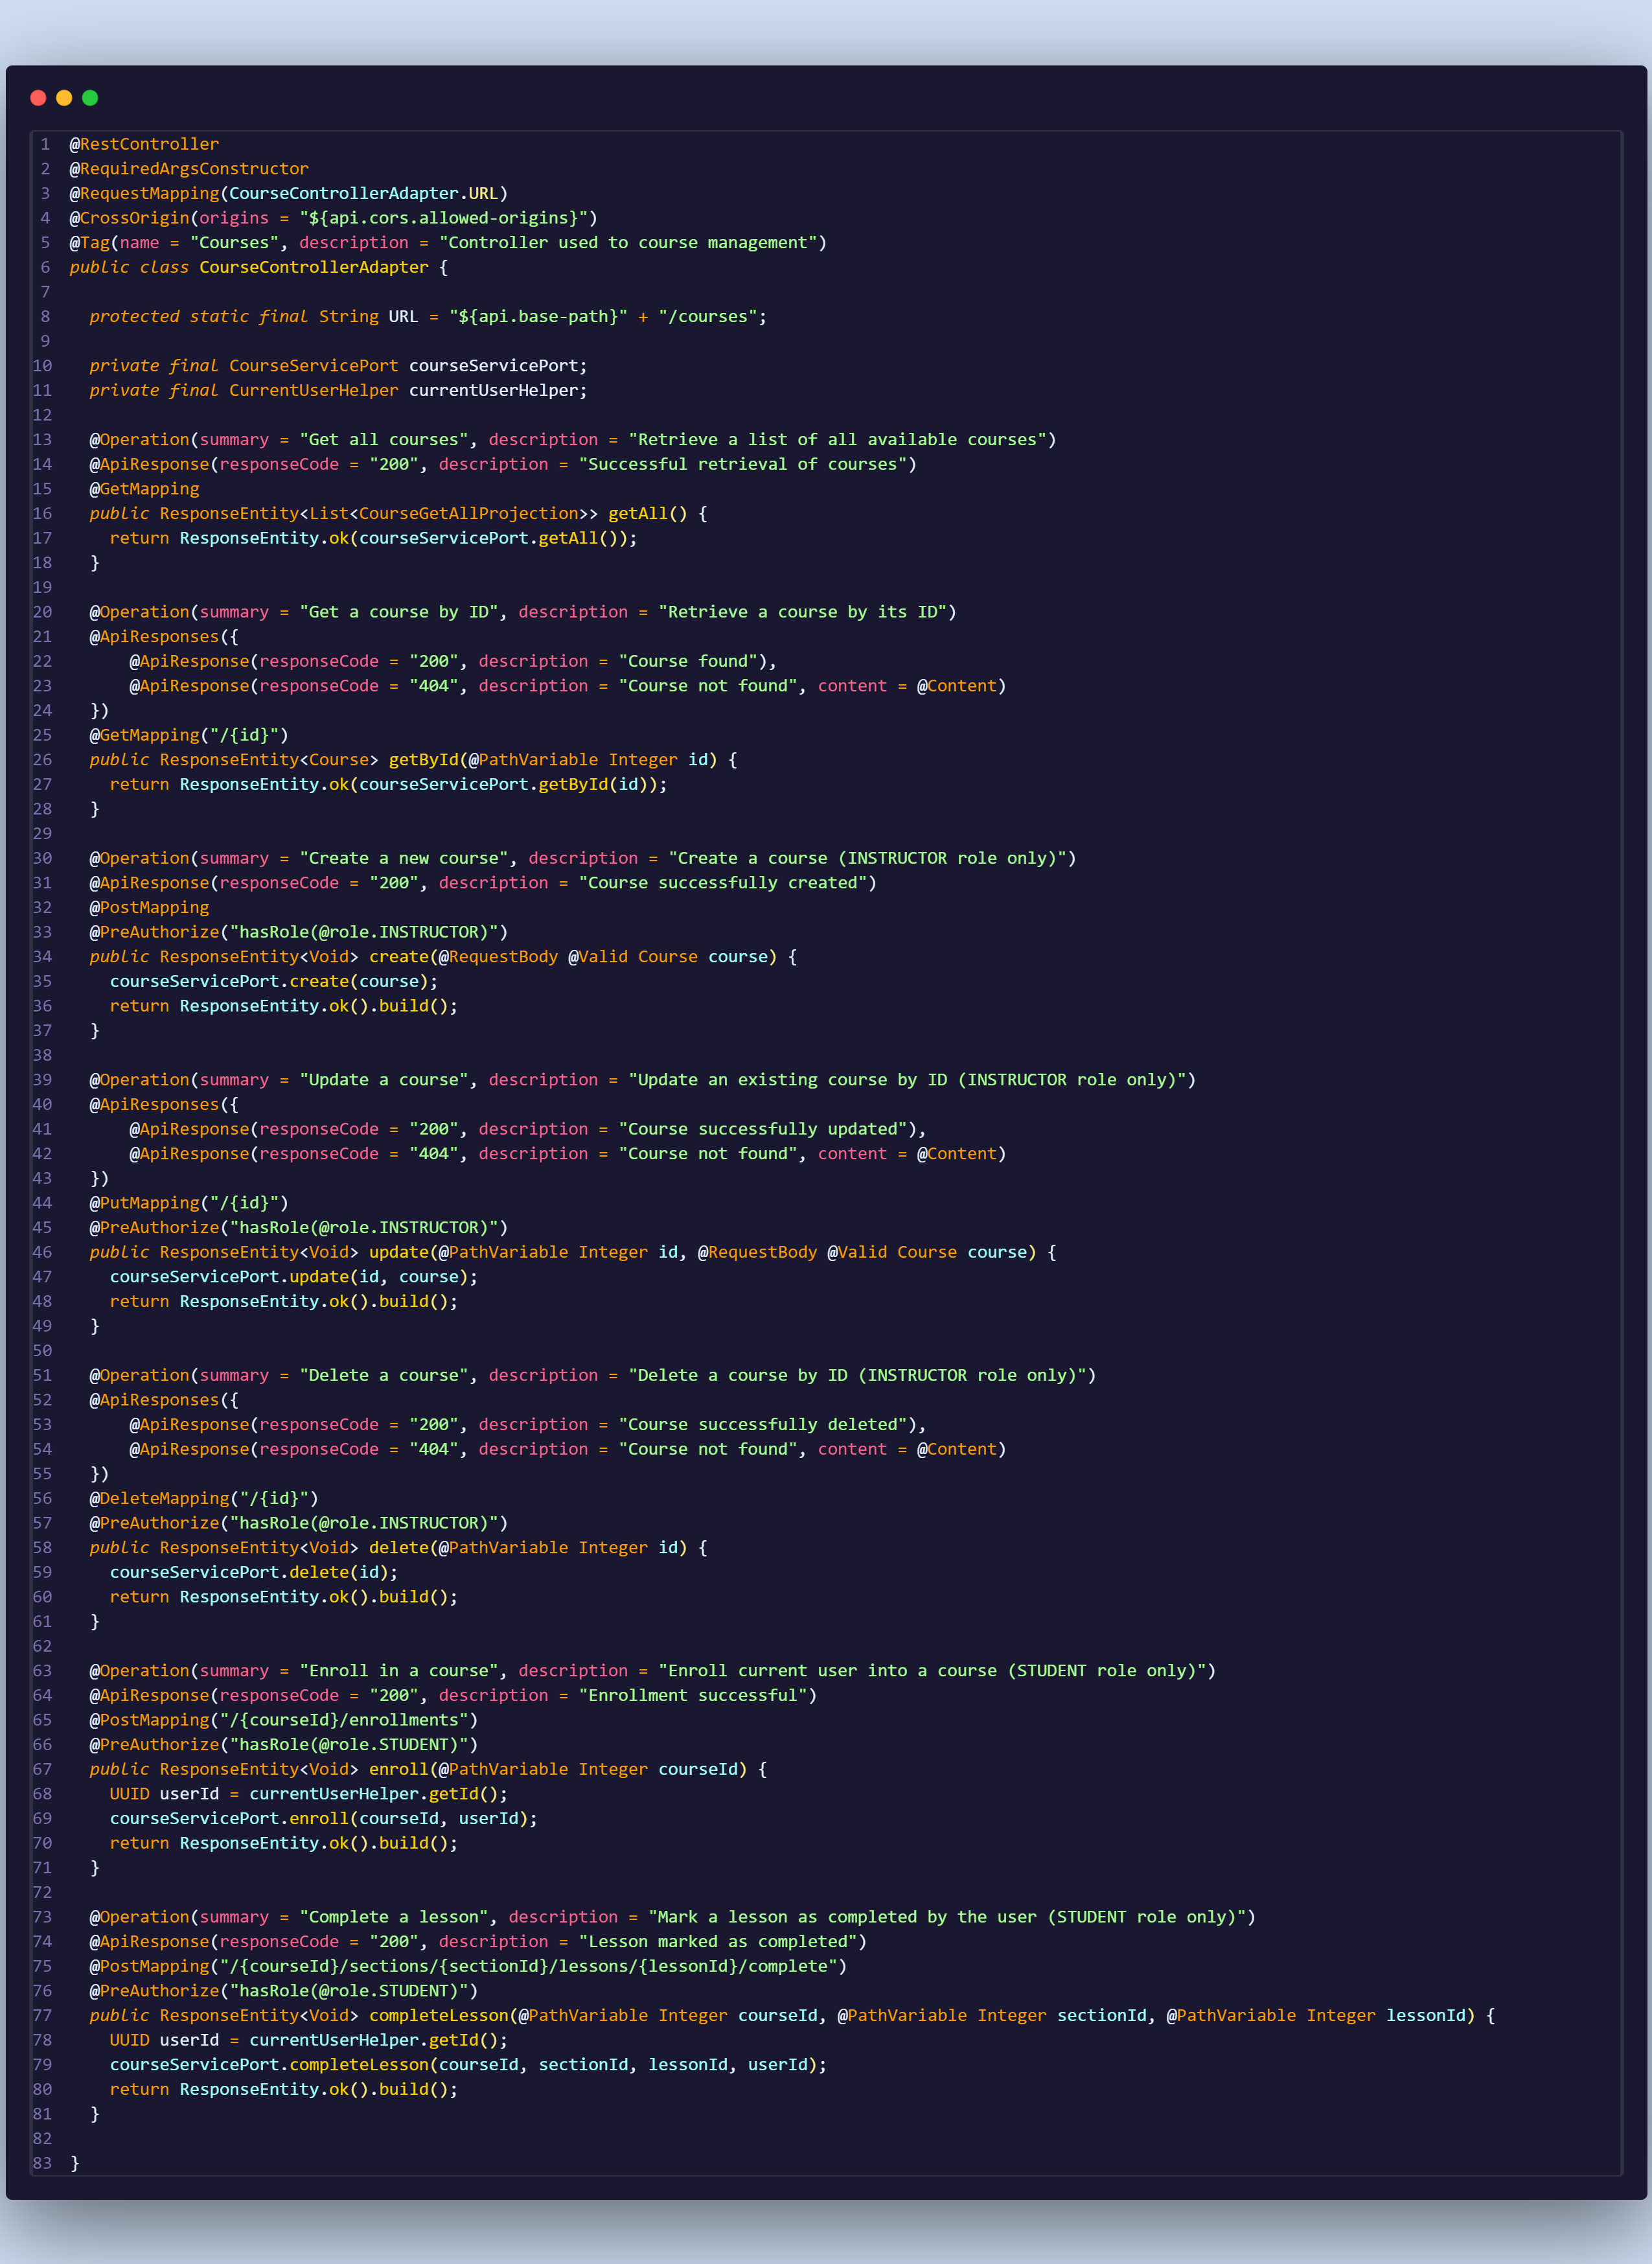 1 @RestController
2 @RequiredArgsConstructor
3 @RequestMapping(CourseControllerAdapter.URL)
4 @CrossOrigin(origins = "${api.cors.allowed-origins}")
5 @Tag(name = "Courses", description = "Controller used to course management")
6 public class CourseControllerAdapter {
7
8   protected static final String URL = "${api.base-path}" + "/courses";
9
10   private final CourseServicePort courseServicePort;
11   private final CurrentUserHelper currentUserHelper;
12
13   @Operation(summary = "Get all courses", description = "Retrieve a list of all available courses")
14   @ApiResponse(responseCode = "200", description = "Successful retrieval of courses")
15   @GetMapping
16   public ResponseEntity<List<CourseGetAllProjection>> getAll() {
17     return ResponseEntity.ok(courseServicePort.getAll());
18   }
19
20   @Operation(summary = "Get a course by ID", description = "Retrieve a course by its ID")
21   @ApiResponses({
22       @ApiResponse(responseCode = "200", description = "Course found"),
23       @ApiResponse(responseCode = "404", description = "Course not found", content = @Content)
24   })
25   @GetMapping("/{id}")
26   public ResponseEntity<Course> getById(@PathVariable Integer id) {
27     return ResponseEntity.ok(courseServicePort.getById(id));
28   }
29
30   @Operation(summary = "Create a new course", description = "Create a course (INSTRUCTOR role only)")
31   @ApiResponse(responseCode = "200", description = "Course successfully created")
32   @PostMapping
33   @PreAuthorize("hasRole(@role.INSTRUCTOR)")
34   public ResponseEntity<Void> create(@RequestBody @Valid Course course) {
35     courseServicePort.create(course);
36     return ResponseEntity.ok().build();
37   }
38
39   @Operation(summary = "Update a course", description = "Update an existing course by ID (INSTRUCTOR role only)")
40   @ApiResponses({
41       @ApiResponse(responseCode = "200", description = "Course successfully updated"),
42       @ApiResponse(responseCode = "404", description = "Course not found", content = @Content)
43   })
44   @PutMapping("/{id}")
45   @PreAuthorize("hasRole(@role.INSTRUCTOR)")
46   public ResponseEntity<Void> update(@PathVariable Integer id, @RequestBody @Valid Course course) {
47     courseServicePort.update(id, course);
48     return ResponseEntity.ok().build();
49   }
50
51   @Operation(summary = "Delete a course", description = "Delete a course by ID (INSTRUCTOR role only)")
52   @ApiResponses({
53       @ApiResponse(responseCode = "200", description = "Course successfully deleted"),
54       @ApiResponse(responseCode = "404", description = "Course not found", content = @Content)
55   })
56   @DeleteMapping("/{id}")
57   @PreAuthorize("hasRole(@role.INSTRUCTOR)")
58   public ResponseEntity<Void> delete(@PathVariable Integer id) {
59     courseServicePort.delete(id);
60     return ResponseEntity.ok().build();
61   }
62
63   @Operation(summary = "Enroll in a course", description = "Enroll current user into a course (STUDENT role only)")
64   @ApiResponse(responseCode = "200", description = "Enrollment successful")
65   @PostMapping("/{courseId}/enrollments")
66   @PreAuthorize("hasRole(@role.STUDENT)")
67   public ResponseEntity<Void> enroll(@PathVariable Integer courseId) {
68     UUID userId = currentUserHelper.getId();
69     courseServicePort.enroll(courseId, userId);
70     return ResponseEntity.ok().build();
71   }
72
73   @Operation(summary = "Complete a lesson", description = "Mark a lesson as completed by the user (STUDENT role only)")
74   @ApiResponse(responseCode = "200", description = "Lesson marked as completed")
75   @PostMapping("/{courseId}/sections/{sectionId}/lessons/{lessonId}/complete")
76   @PreAuthorize("hasRole(@role.STUDENT)")
77   public ResponseEntity<Void> completeLesson(@PathVariable Integer courseId, @PathVariable Integer sectionId, @PathVariable Integer lessonId) {
78     UUID userId = currentUserHelper.getId();
79     courseServicePort.completeLesson(courseId, sectionId, lessonId, userId);
80     return ResponseEntity.ok().build();
81   }
82
83 }